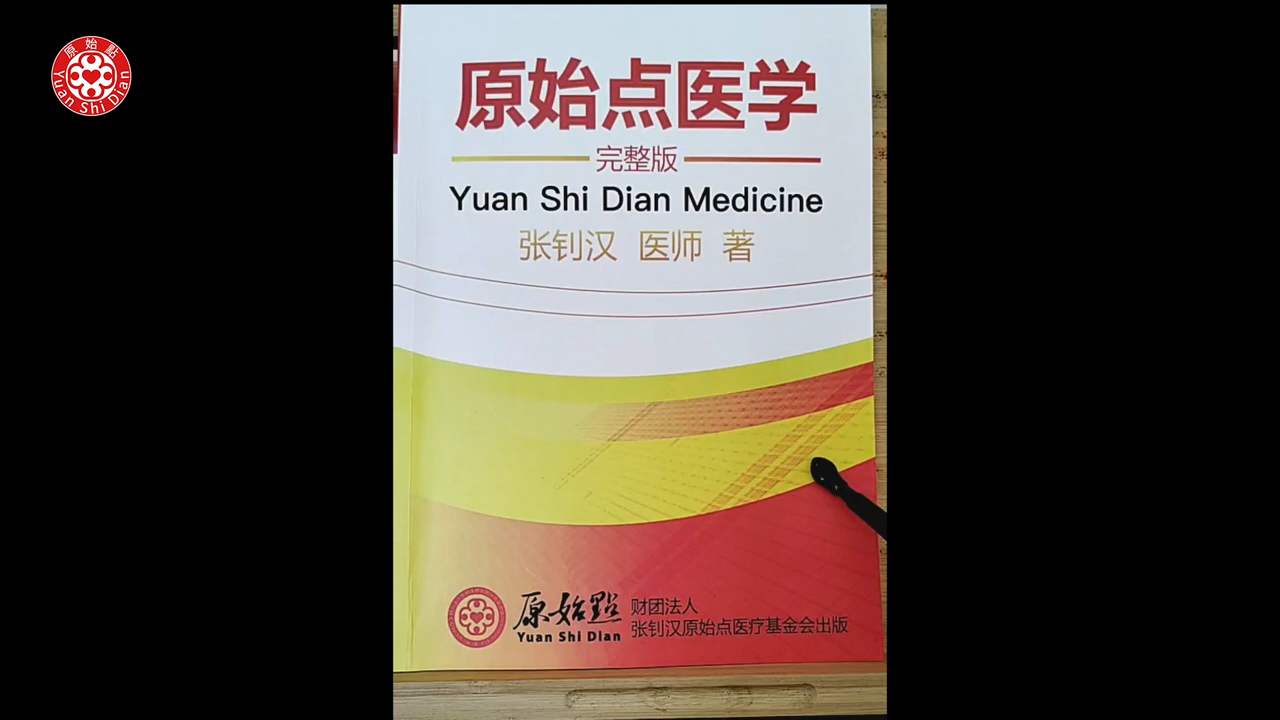 原始點
Yuan Shi Dian
原始点医学
完整版
Yuan Shi Dian Medicine
张钊汉 医师 著
原始點
Yuan Shi Dian
财团法人
张钊汉原始点医疗基金会出版